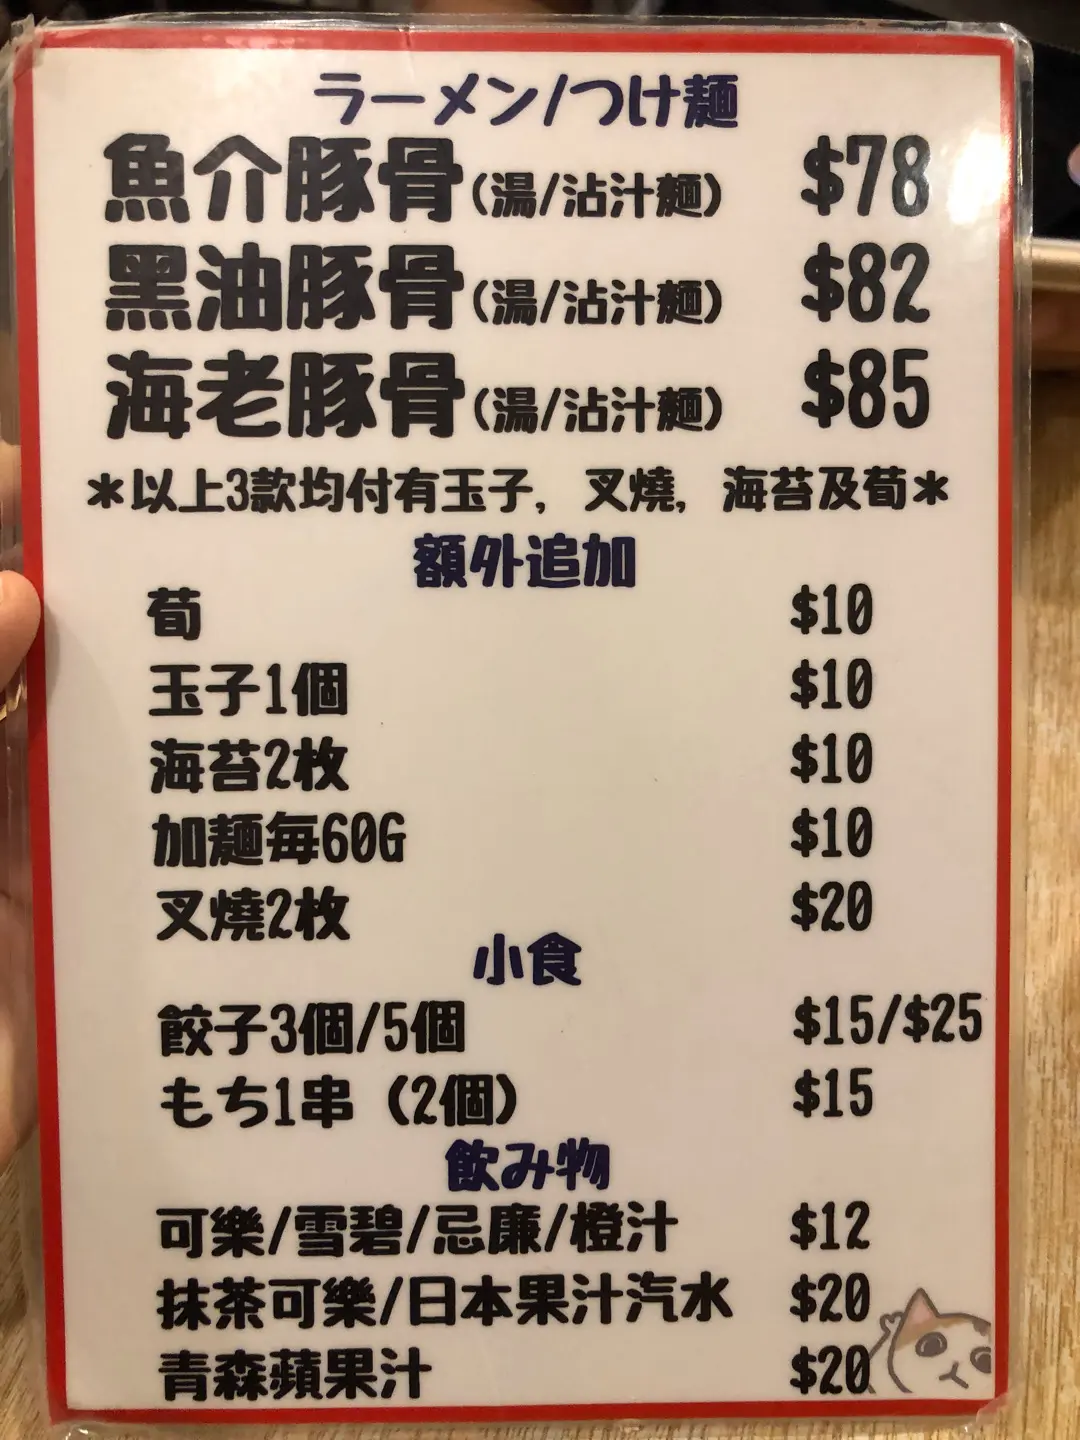 ラーメン/つけ麺
魚介豚骨(湯/沾汁麵) $78
黑油豚骨(湯/沾汁麵) $82
海老豚骨(湯/沾汁麵) $85
＊以上3款均付有玉子, 叉燒, 海苔及荀＊
額外追加
荀 $10
玉子1個 $10
海苔2枚 $10
加麺毎60G $10
叉燒2枚 $20
小食
餃子3個/5個 $15/$25
もち1串 (2個) $15
飲み物
可樂/雪碧/忌廉/橙汁 $12
抹茶可樂/日本果汁汽水 $20
青森蘋果汁 $20